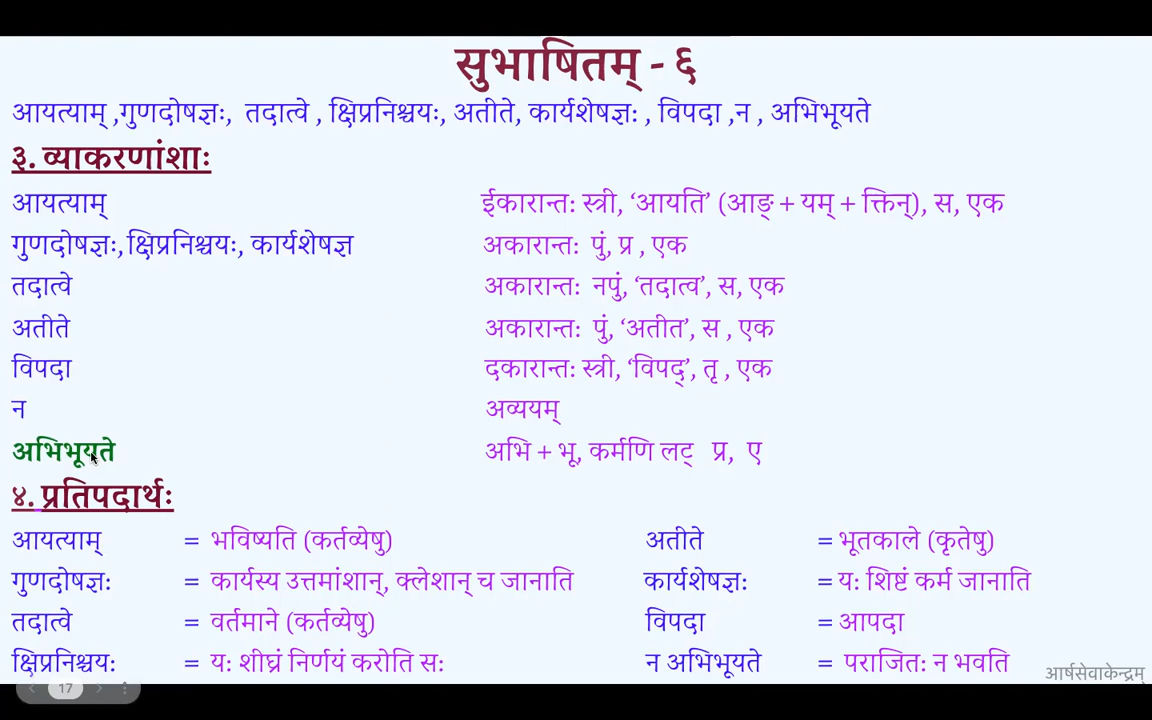 सुभाषितम् - ६
आयत्याम् ,गुणदोषज्ञः, तदात्वे , क्षिप्रनिश्चयः, अतीते, कार्यशेषज्ञः , विपदा ,न , अभिभूयते
३. व्याकरणांशाः
आयत्याम् ईकारान्तः स्त्री, ‘आयति’ (आङ् + यम् + क्तिन्), स, एक
गुणदोषज्ञः, क्षिप्रनिश्चयः, कार्यशेषज्ञ अकारान्तः पुं, प्र , एक
तदात्वे अकारान्तः नपुं, ‘तदात्व’, स, एक
अतीते अकारान्तः पुं, ‘अतीत’, स , एक
विपदा दकारान्तः स्त्री, ‘विपद्’, तृ , एक
न अव्ययम्
अभिभूयते अभि + भू, कर्मणि लट् प्र, ए
४. प्रतिपदार्थः
आयत्याम् = भविष्यति (कर्तव्येषु) अतीते = भूतकाले (कृतेषु)
गुणदोषज्ञः = कार्यस्य उत्तमांशान्, क्लेशान् च जानाति कार्यशेषज्ञः = यः शिष्टं कर्म जानाति
तदात्वे = वर्तमाने (कर्तव्येषु) विपदा = आपदा
क्षिप्रनिश्चयः = यः शीघ्रं निर्णयं करोति सः न अभिभूयते = पराजितः न भवति
आर्षसेवाकेन्द्रम्
17